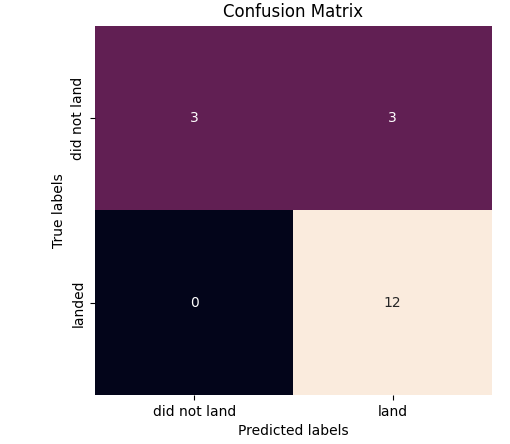 Confusion Matrix
did not land
3
3
True labels
landed
0
12
did not land
land
Predicted labels